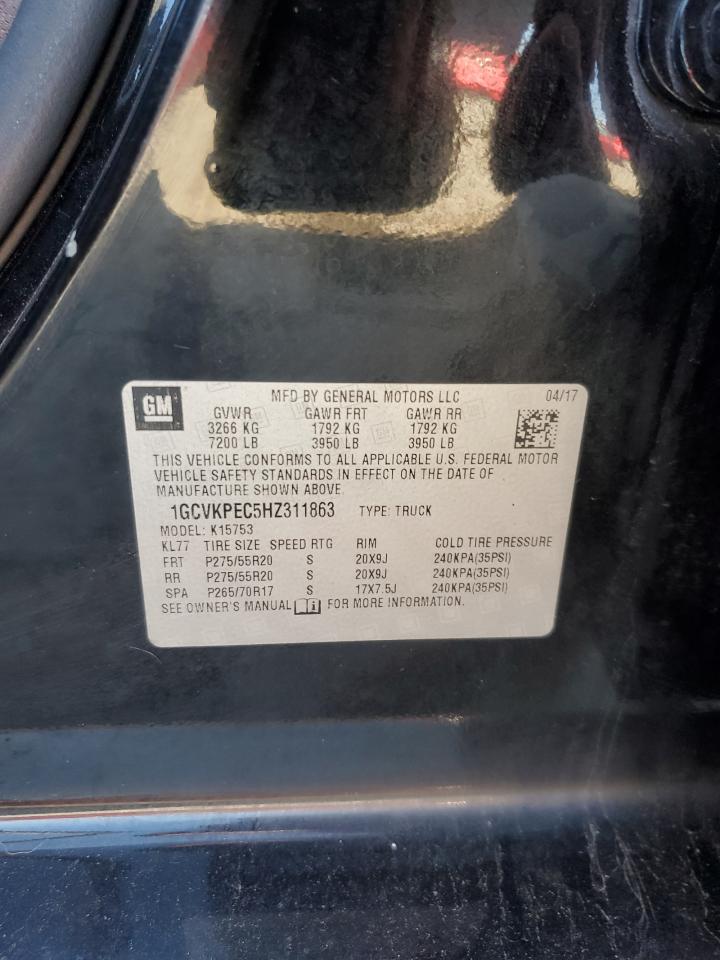 GM
MFD BY GENERAL MOTORS LLC 04/17
GVWR GAWR FRT GAWR RR
3266 KG 1792 KG 1792 KG
7200 LB 3950 LB 3950 LB
THIS VEHICLE CONFORMS TO ALL APPLICABLE U.S. FEDERAL MOTOR
VEHICLE SAFETY STANDARDS IN EFFECT ON THE DATE OF
MANUFACTURE SHOWN ABOVE.
1GCVKPEC5HZ311863 TYPE: TRUCK
MODEL: K15753
KL77 TIRE SIZE SPEED RTG RIM COLD TIRE PRESSURE
FRT P275/55R20 S 20X9J 240KPA(35PSI)
RR P275/55R20 S 20X9J 240KPA(35PSI)
SPA P265/70R17 S 17X7.5J 240KPA(35PSI)
SEE OWNER'S MANUAL i FOR MORE INFORMATION.